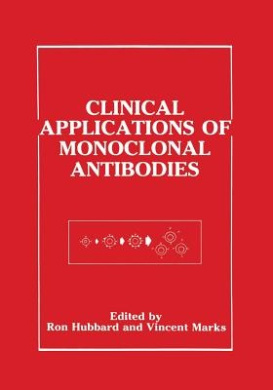 CLINICAL
APPLICATIONS OF
MONOCLONAL
ANTIBODIES
Edited by
Ron Hubbard and Vincent Marks